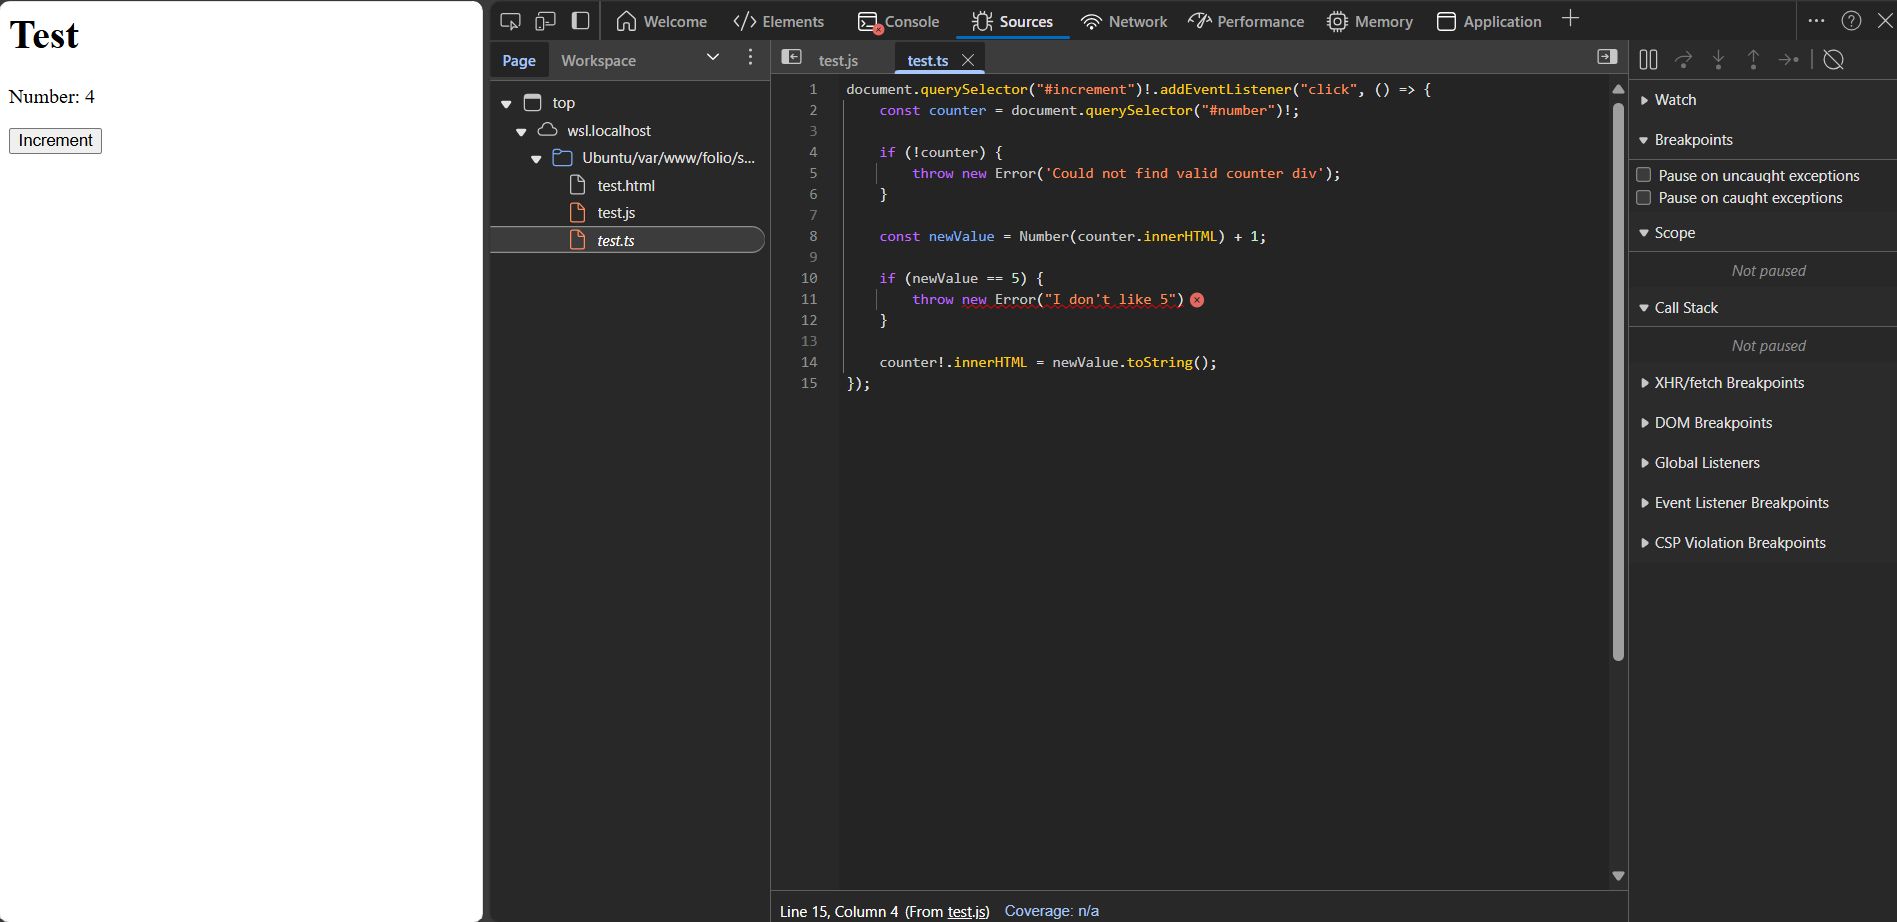 Test
Number: 4
Increment
Welcome
Elements
Console
Sources
Network
Performance
Memory
Application
Page
Workspace
top
wsl.localhost
Ubuntu/var/www/folio/s...
test.html
test.js
test.ts
test.js
test.ts
1 document.querySelector("#increment")!.addEventListener("click", () => {
2 const counter = document.querySelector("#number")!;
3
4 if (!counter) {
5 throw new Error('Could not find valid counter div');
6 }
7
8 const newValue = Number(counter.innerHTML) + 1;
9
10 if (newValue == 5) {
11 throw new Error("I don't like 5")
12 }
13
14 counter!.innerHTML = newValue.toString();
15 });
Line 15, Column 4 (From test.js) Coverage: n/a
Watch
Breakpoints
Pause on uncaught exceptions
Pause on caught exceptions
Scope
Not paused
Call Stack
Not paused
XHR/fetch Breakpoints
DOM Breakpoints
Global Listeners
Event Listener Breakpoints
CSP Violation Breakpoints